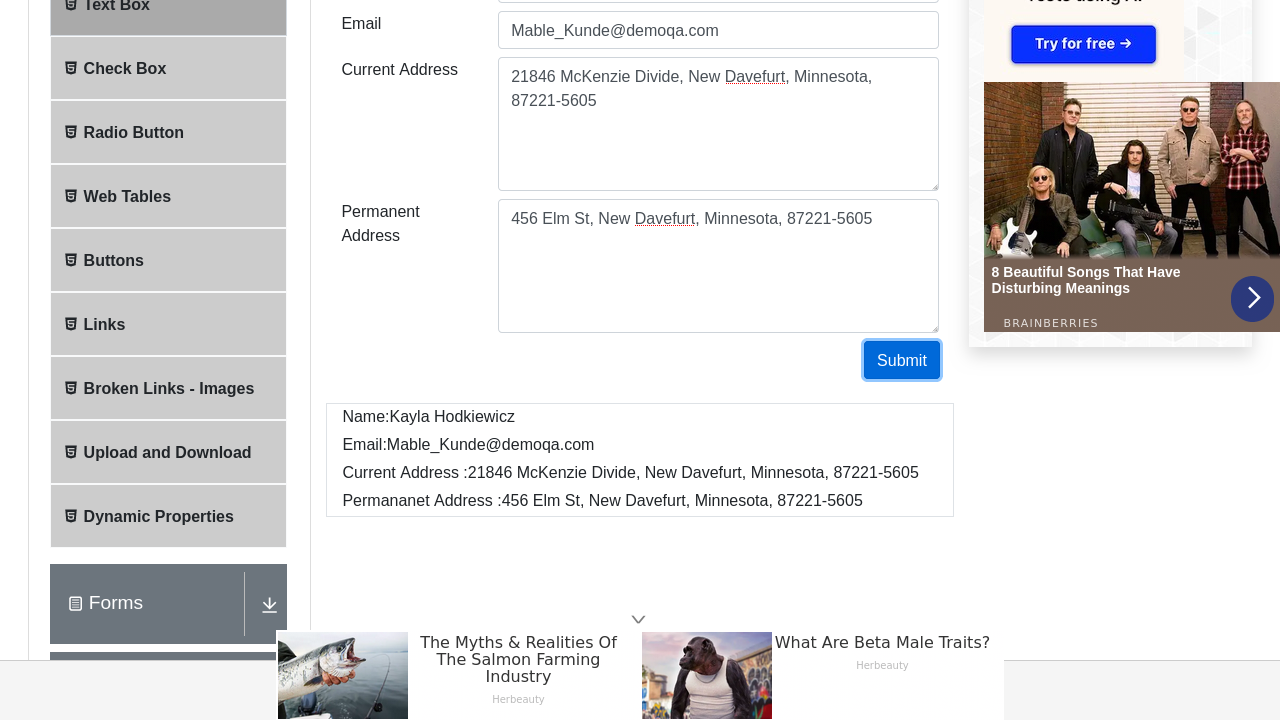 Text Box
Check Box
Radio Button
Web Tables
Buttons
Links
Broken Links - Images
Upload and Download
Dynamic Properties
Forms
Email
Mable_Kunde@demoqa.com
Current Address
21846 McKenzie Divide, New Davefurt, Minnesota,
87221-5605
Permanent
Address
456 Elm St, New Davefurt, Minnesota, 87221-5605
Submit
Name:Kayla Hodkiewicz
Email:Mable_Kunde@demoqa.com
Current Address :21846 McKenzie Divide, New Davefurt, Minnesota, 87221-5605
Permananet Address :456 Elm St, New Davefurt, Minnesota, 87221-5605
Try for free →
8 Beautiful Songs That Have
Disturbing Meanings
BRAINBERRIES
The Myths & Realities Of
The Salmon Farming
Industry
Herbeauty
What Are Beta Male Traits?
Herbeauty